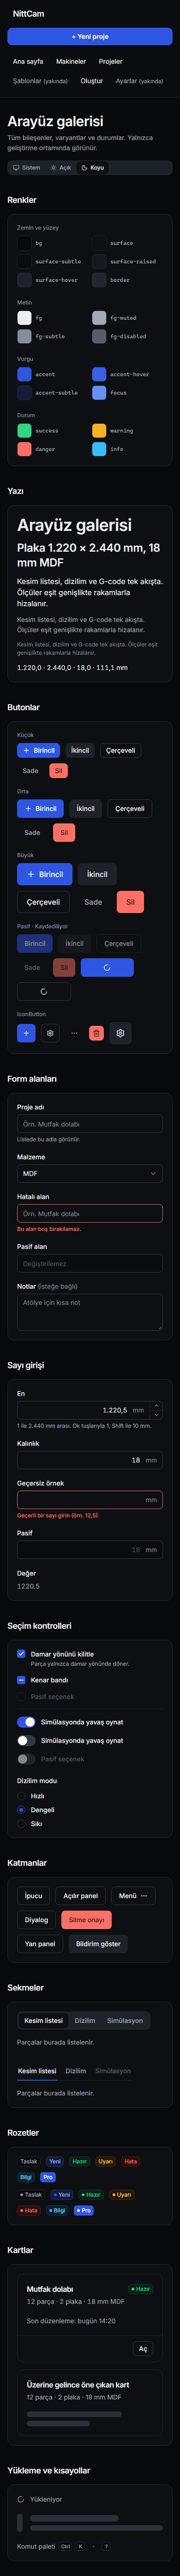 NittCam
+ Yeni proje
Ana sayfa Makineler Projeler
Şablonlar (yakında) Oluştur Ayarlar (yakında)
Arayüz galerisi
Tüm bileşenler, varyantlar ve durumlar. Yalnızca
geliştirme ortamında görünür.
Sistem Açık Koyu
Renkler
Zemin ve yüzey
bg surface
surface-subtle surface-raised
surface-hover border
Metin
fg fg-muted
fg-subtle fg-disabled
Vurgu
accent accent-hover
accent-subtle focus
Durum
success warning
danger info
Yazı
Arayüz galerisi
Plaka 1.220 × 2.440 mm, 18
mm MDF
Kesim listesi, dizilim ve G-code tek akışta.
Ölçüler eşit genişlikte rakamlarla
hizalanır.
Kesim listesi, dizilim ve G-code tek akışta.
Ölçüler eşit genişlikte rakamlarla hizalanır.
Kesim listesi, dizilim ve G-code tek akışta. Ölçüler eşit
genişlikte rakamlarla hizalanır.
1.220,0 · 2.440,0 · 18,0 · 111,1 mm
Butonlar
Küçük
+ Birincil İkincil Çerçeveli
Sade Sil
Orta
+ Birincil İkincil Çerçeveli
Sade Sil
Büyük
+ Birincil İkincil
Çerçeveli Sade Sil
Pasif · Kaydediliyor
Birincil İkincil Çerçeveli
Sade Sil
IconButton
Form alanları
Proje adı
Örn. Mutfak dolabı
Listede bu adla görünür.
Malzeme
MDF
Hatalı alan
Örn. Mutfak dolabı
Bu alan boş bırakılamaz.
Pasif alan
Değiştirilemez
Notlar (isteğe bağlı)
Atölye için kısa not
Sayı girişi
En
1.220,5 mm
1 ile 2.440 mm arası. Ok tuşlarıyla 1, Shift ile 10 mm.
Kalınlık
18 mm
Geçersiz örnek
mm
Geçerli bir sayı girin (örn. 12,5).
Pasif
18 mm
Değer
1220.5
Seçim kontrolleri
Damar yönünü kilitle
Parça yalnızca damar yönünde döner.
Kenar bandı
Pasif seçenek
Simülasyonda yavaş oynat
Simülasyonda yavaş oynat
Pasif seçenek
Dizilim modu
Hızlı
Dengeli
Sıkı
Katmanlar
İpucu Açılır panel Menü
Diyalog Silme onayı
Yan panel Bildirim göster
Sekmeler
Kesim listesi Dizilim Simülasyon
Parçalar burada listelenir.
Kesim listesi Dizilim Simülasyon
Parçalar burada listelenir.
Rozetler
Taslak Yeni Hazır Uyarı Hata
Bilgi Pro
Taslak Yeni Hazır Uyarı
Hata Bilgi Pro
Kartlar
Mutfak dolabı Hazır
12 parça · 2 plaka · 18 mm MDF
Son düzenleme: bugün 14:20
Aç
Üzerine gelince öne çıkan kart
12 parça · 2 plaka · 18 mm MDF
Yükleme ve kısayollar
Yükleniyor
Komut paleti Ctrl K · ?